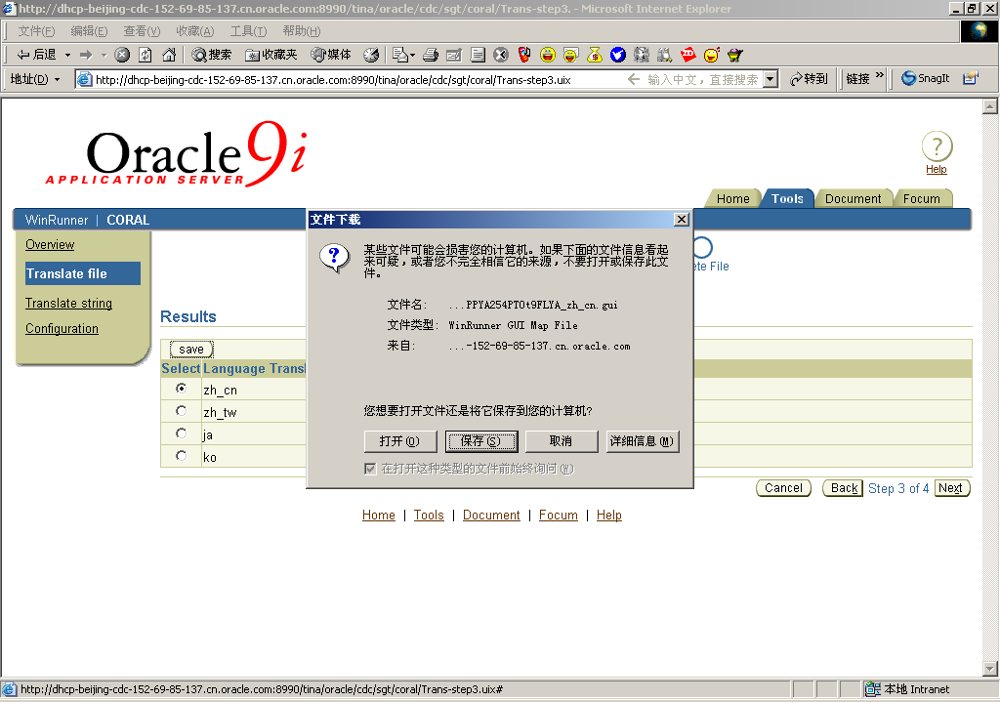 http://dhcp-beijing-cdc-152-69-85-137.cn.oracle.com:8990/tina/oracle/cdc/sgt/coral/Trans-step3. - Microsoft Internet Explorer
文件(F) 编辑(E) 查看(V) 收藏(A) 工具(T) 帮助(H)
后退 搜索 收藏夹 媒体
地址(D) http://dhcp-beijing-cdc-152-69-85-137.cn.oracle.com:8990/tina/oracle/cdc/sgt/coral/Trans-step3.uix 输入中文，直接搜索 转到 链接 » SnagIt
ORACLE 9i
APPLICATION SERVER
Help
Home Tools Document Focum
WinRunner | CORAL
Overview
Translate file
Translate string
Configuration
文件下载
某些文件可能会损害您的计算机。如果下面的文件信息看起
来可疑，或者您不完全相信它的来源，不要打开或保存此文
件。
文件名: ...PPYA254PTOt9FLYA_zh_cn.gui
文件类型: WinRunner GUI Map File
来自: ...-152-69-85-137.cn.oracle.com
您想要打开文件还是将它保存到您的计算机?
打开(O) 保存(S) 取消 详细信息(M)
在打开这种类型的文件前始终询问(W)
te File
Results
save
Select Language Transl
zh_cn
zh_tw
ja
ko
Cancel Back Step 3 of 4 Next
Home | Tools | Document | Focum | Help
http://dhcp-beijing-cdc-152-69-85-137.cn.oracle.com:8990/tina/oracle/cdc/sgt/coral/Trans-step3.uix# 本地 Intranet